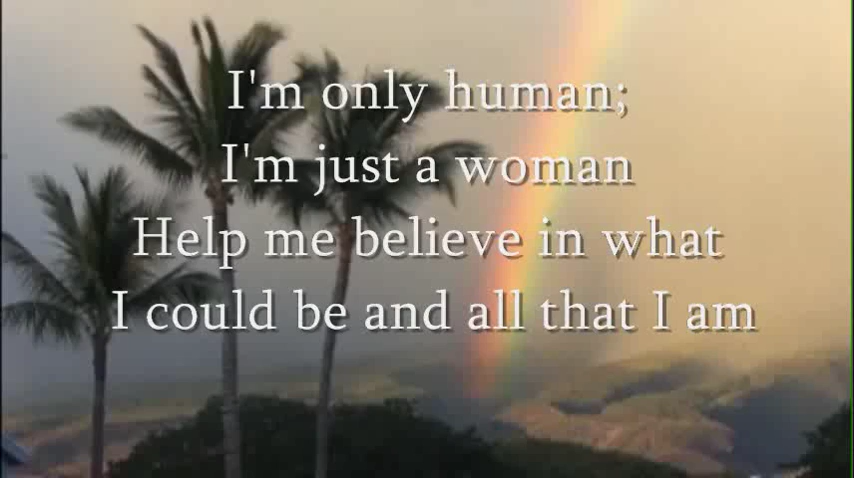 I'm only human;
I'm just a woman
Help me believe in what
I could be and all that I am